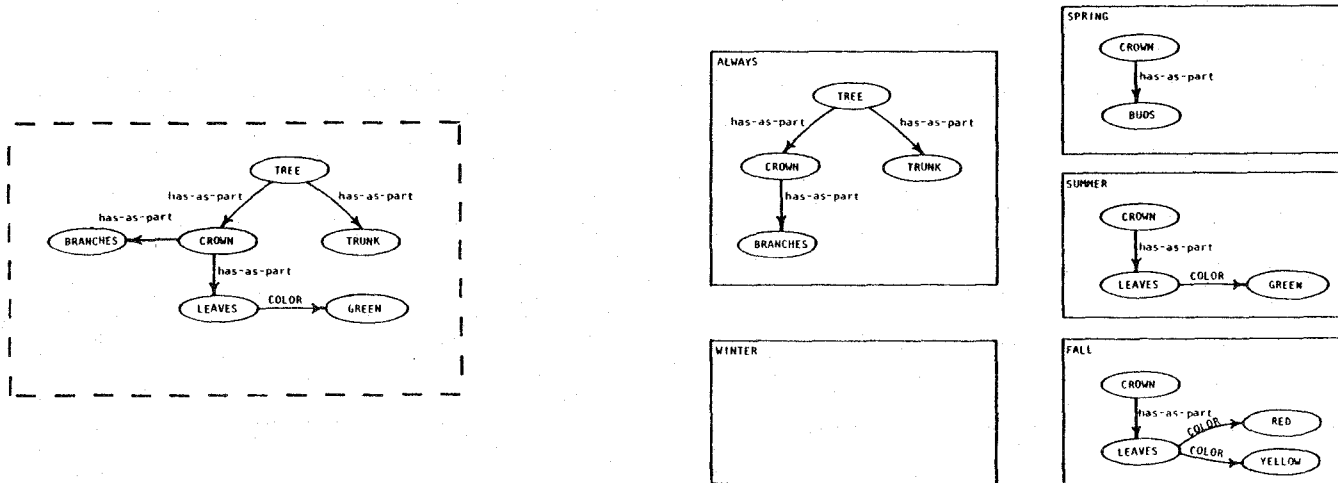 TREE
has-as-part
has-as-part
has-as-part
BRANCHES
CROWN
TRUNK
has-as-part
LEAVES
COLOR
GREEN
ALWAYS
TREE
has-as-part
has-as-part
CROWN
TRUNK
has-as-part
BRANCHES
WINTER
SPRING
CROWN
has-as-part
BUDS
SUMMER
CROWN
has-as-part
LEAVES
COLOR
GREEN
FALL
CROWN
has-as-part
COLOR
RED
LEAVES
COLOR
YELLOW